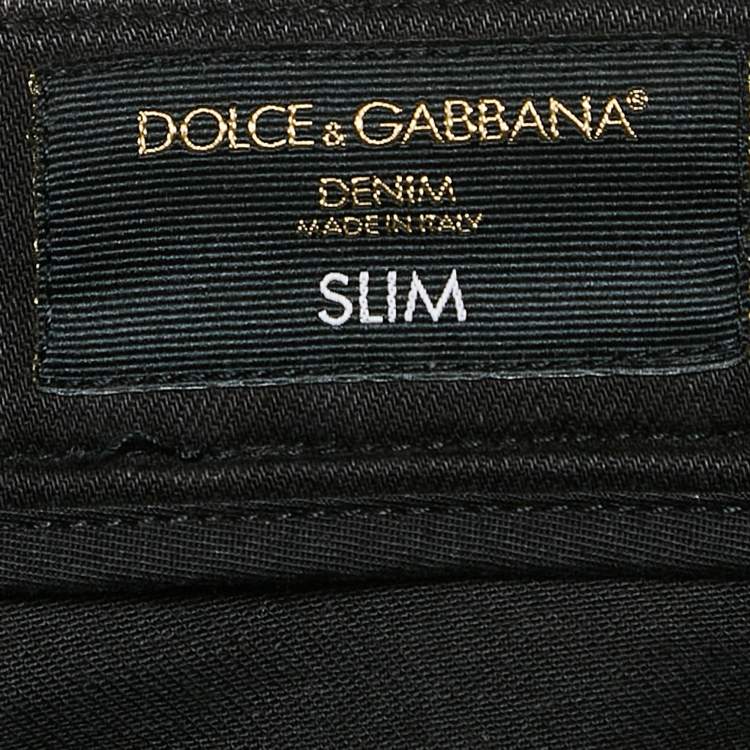 DOLCE & GABBANA®
DENIM
MADE IN ITALY
SLIM